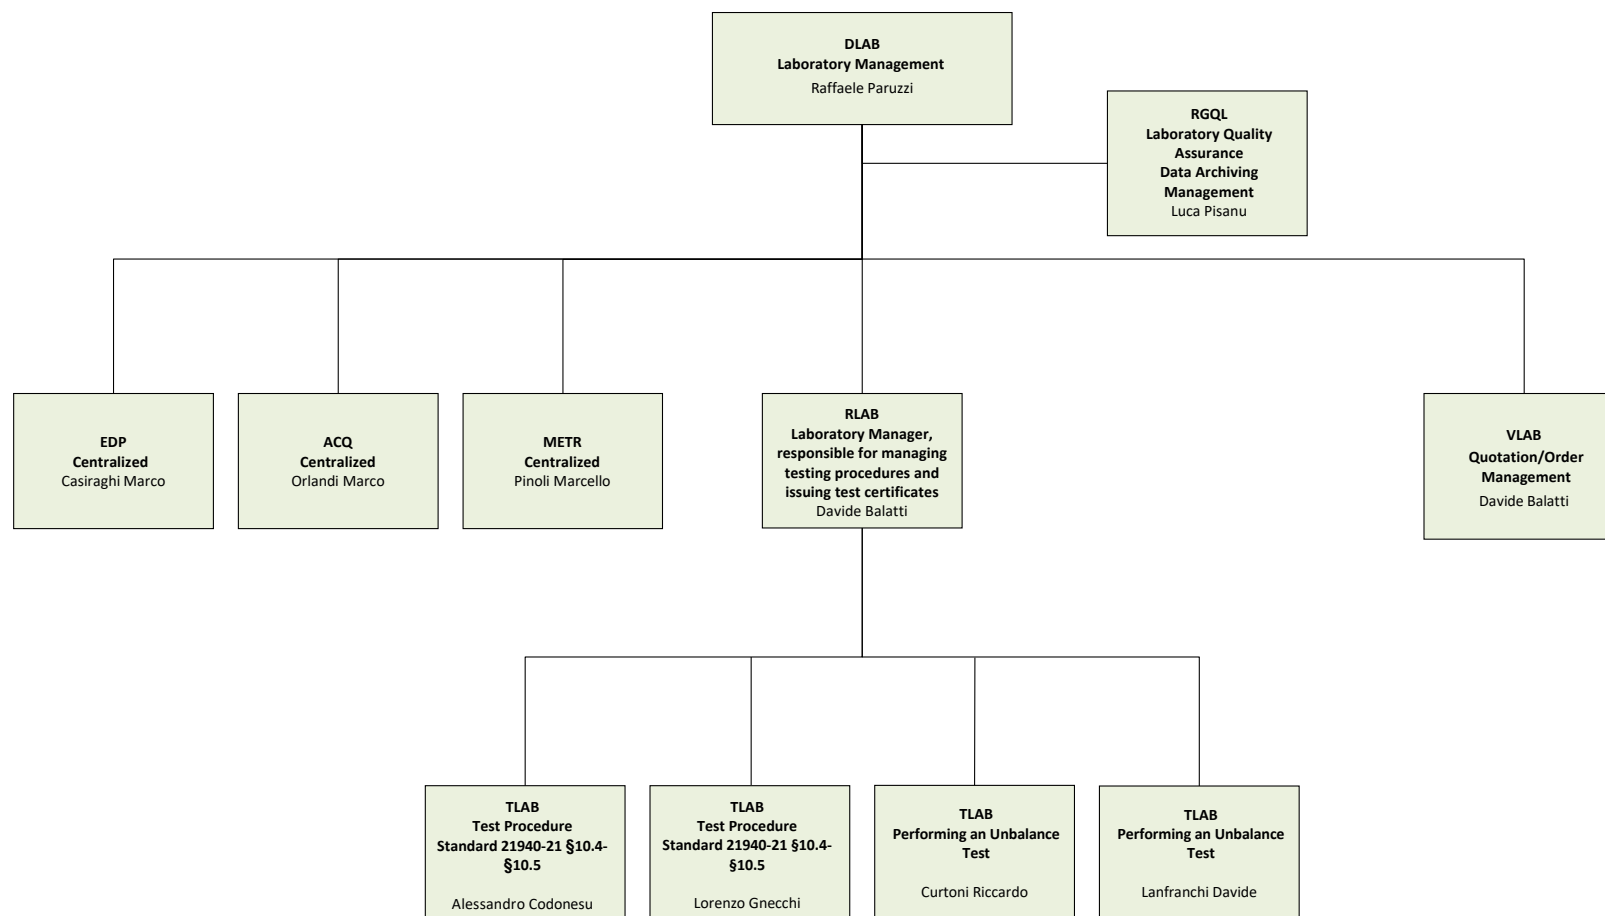 DLAB
Laboratory Management
Raffaele Paruzzi
RGQL
Laboratory Quality
Assurance
Data Archiving
Management
Luca Pisanu
EDP
Centralized
Casiraghi Marco
ACQ
Centralized
Orlandi Marco
METR
Centralized
Pinoli Marcello
RLAB
Laboratory Manager,
responsible for managing
testing procedures and
issuing test certificates
Davide Balatti
VLAB
Quotation/Order
Management
Davide Balatti
TLAB
Test Procedure
Standard 21940-21 §10.4-
§10.5
Alessandro Codonesu
TLAB
Test Procedure
Standard 21940-21 §10.4-
§10.5
Lorenzo Gnecchi
TLAB
Performing an Unbalance
Test
Curtoni Riccardo
TLAB
Performing an Unbalance
Test
Lanfranchi Davide